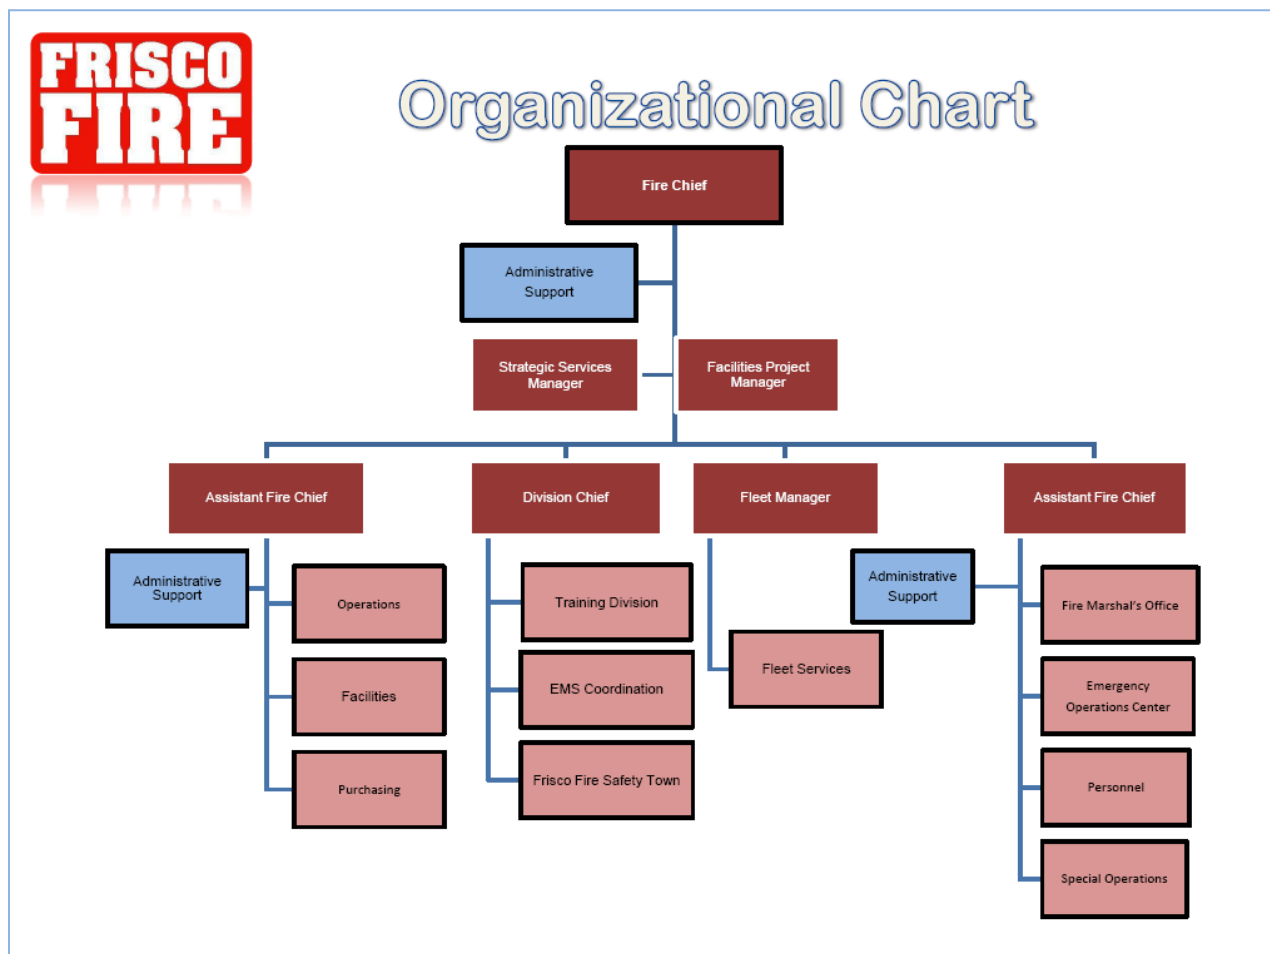 FRISCO
FIRE
Organizational Chart
Fire Chief
Administrative
Support
Strategic Services
Manager
Facilities Project
Manager
Assistant Fire Chief
Division Chief
Fleet Manager
Assistant Fire Chief
Administrative
Support
Operations
Facilities
Purchasing
Training Division
EMS Coordination
Frisco Fire Safety Town
Fleet Services
Administrative
Support
Fire Marshal's Office
Emergency
Operations Center
Personnel
Special Operations